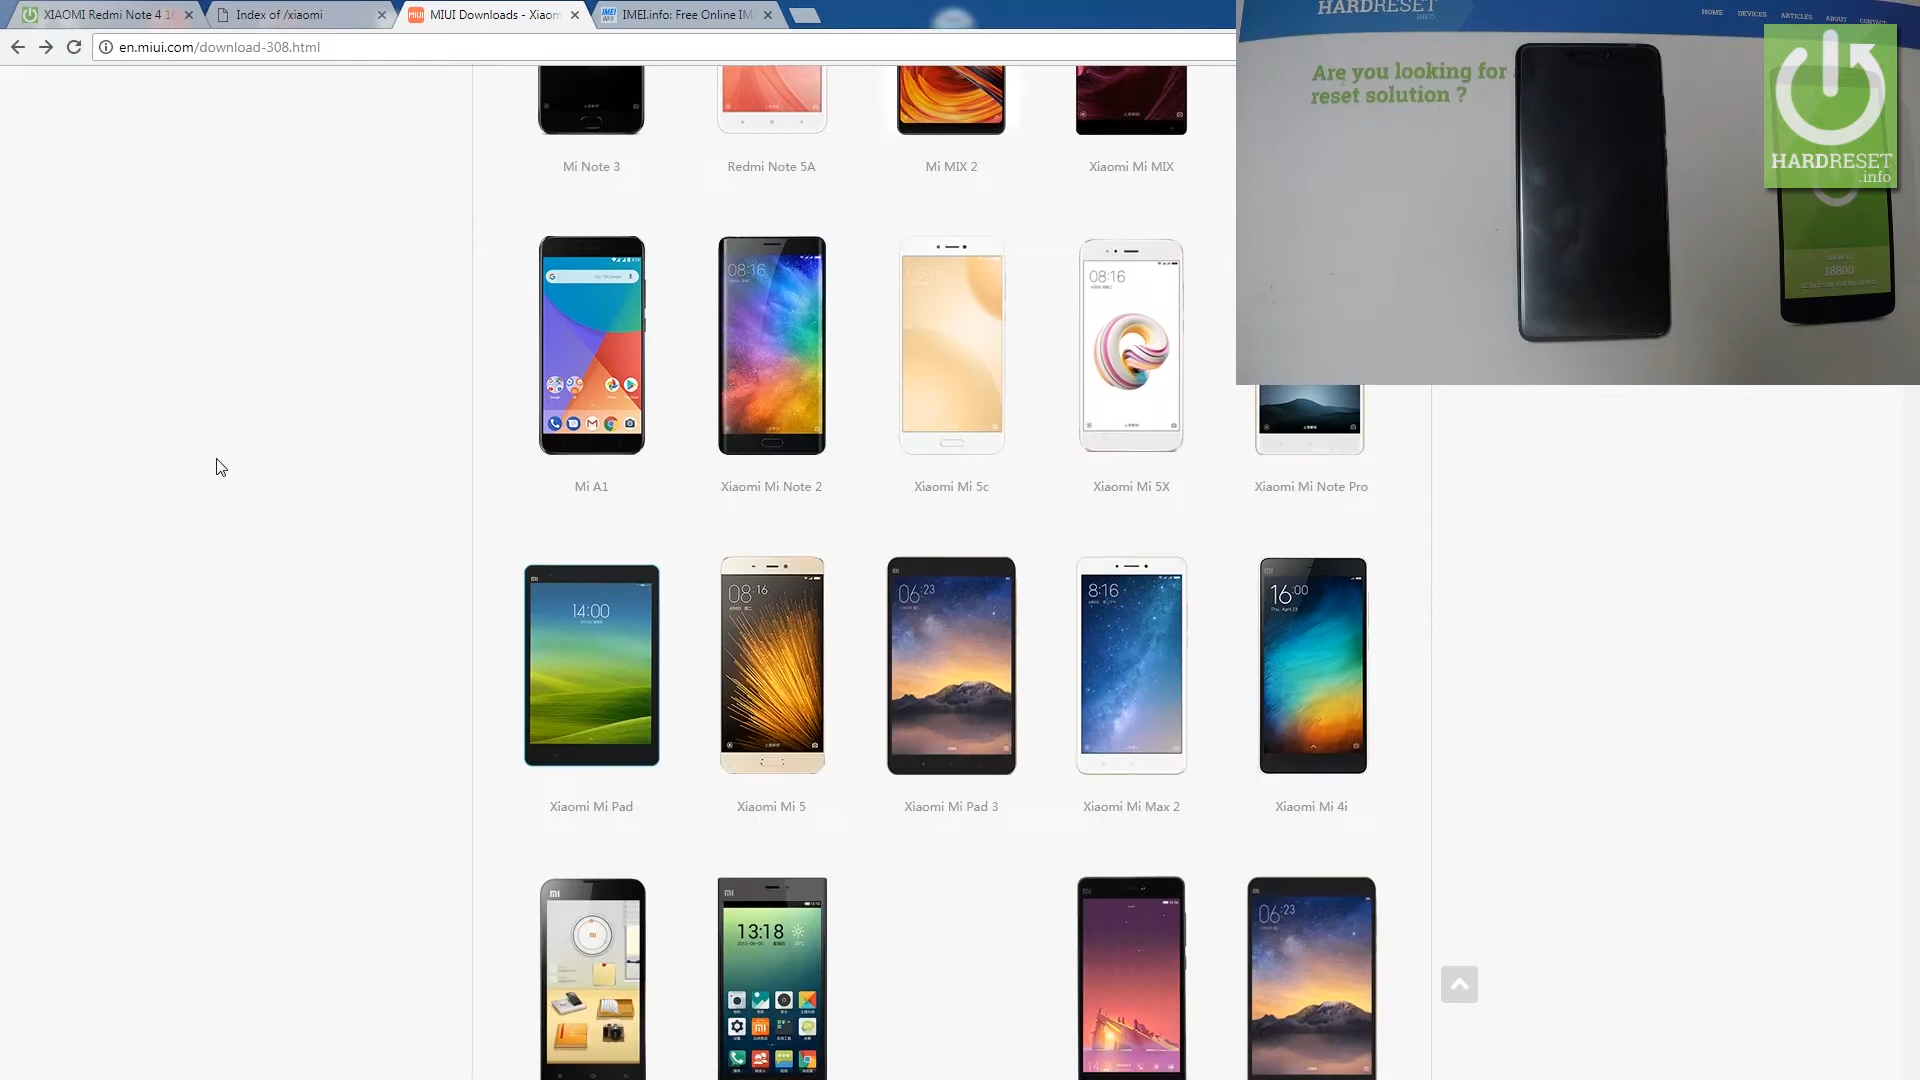 XIAOMI Redmi Note 4 16
Index of /xiaomi
MIUI Downloads - Xiaom
IMEI.info: Free Online IM
en.miui.com/download-308.html
HARDRESET
INFO
HOME
DEVICES
ARTICLES
ABOUT
CONTACT
Are you looking for
reset solution ?
HARDRESET
.info
18800
Mi Note 3
Redmi Note 5A
Mi MIX 2
Xiaomi Mi MIX
08:16
08:16
Mi A1
Xiaomi Mi Note 2
Xiaomi Mi 5c
Xiaomi Mi 5X
Xiaomi Mi Note Pro
14:00
08:16
06:23
8:16
16:00
Thu, April 23
Xiaomi Mi Pad
Xiaomi Mi 5
Xiaomi Mi Pad 3
Xiaomi Mi Max 2
Xiaomi Mi 4i
13:18
06:23